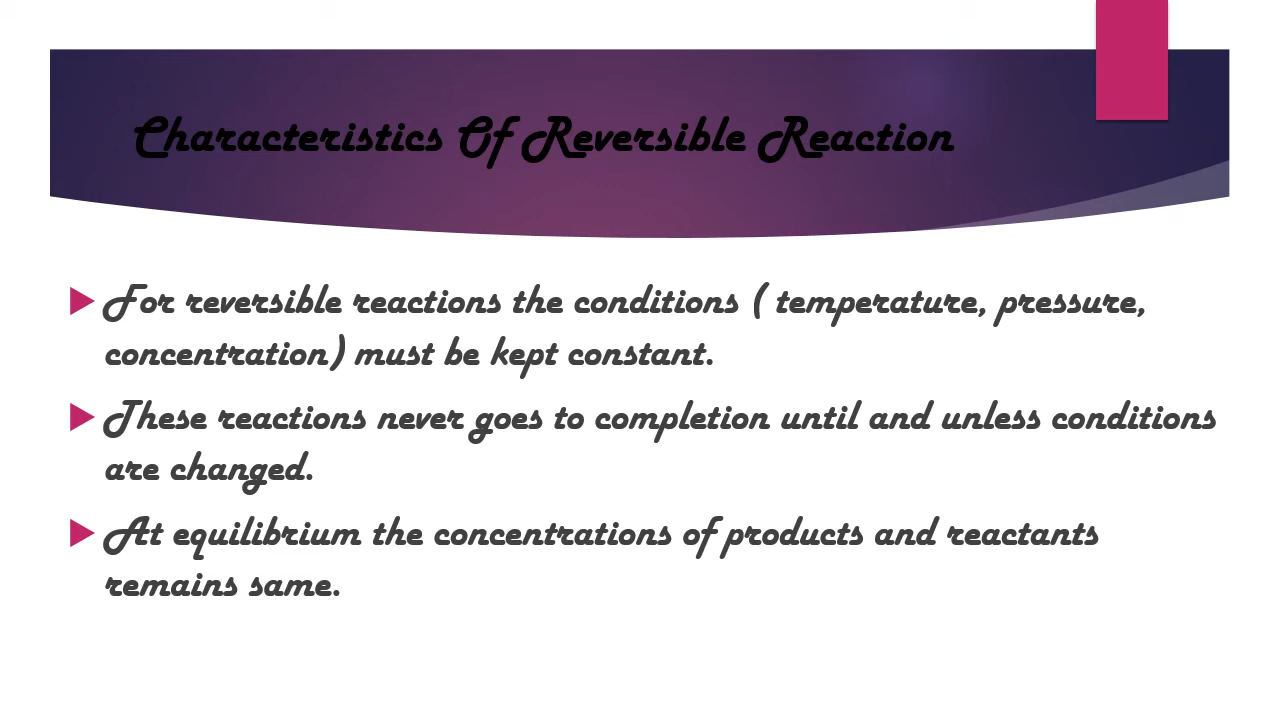 Characteristics Of Reversible Reaction
For reversible reactions the conditions ( temperature, pressure,
concentration) must be kept constant.
These reactions never goes to completion until and unless conditions
are changed.
At equilibrium the concentrations of products and reactants
remains same.